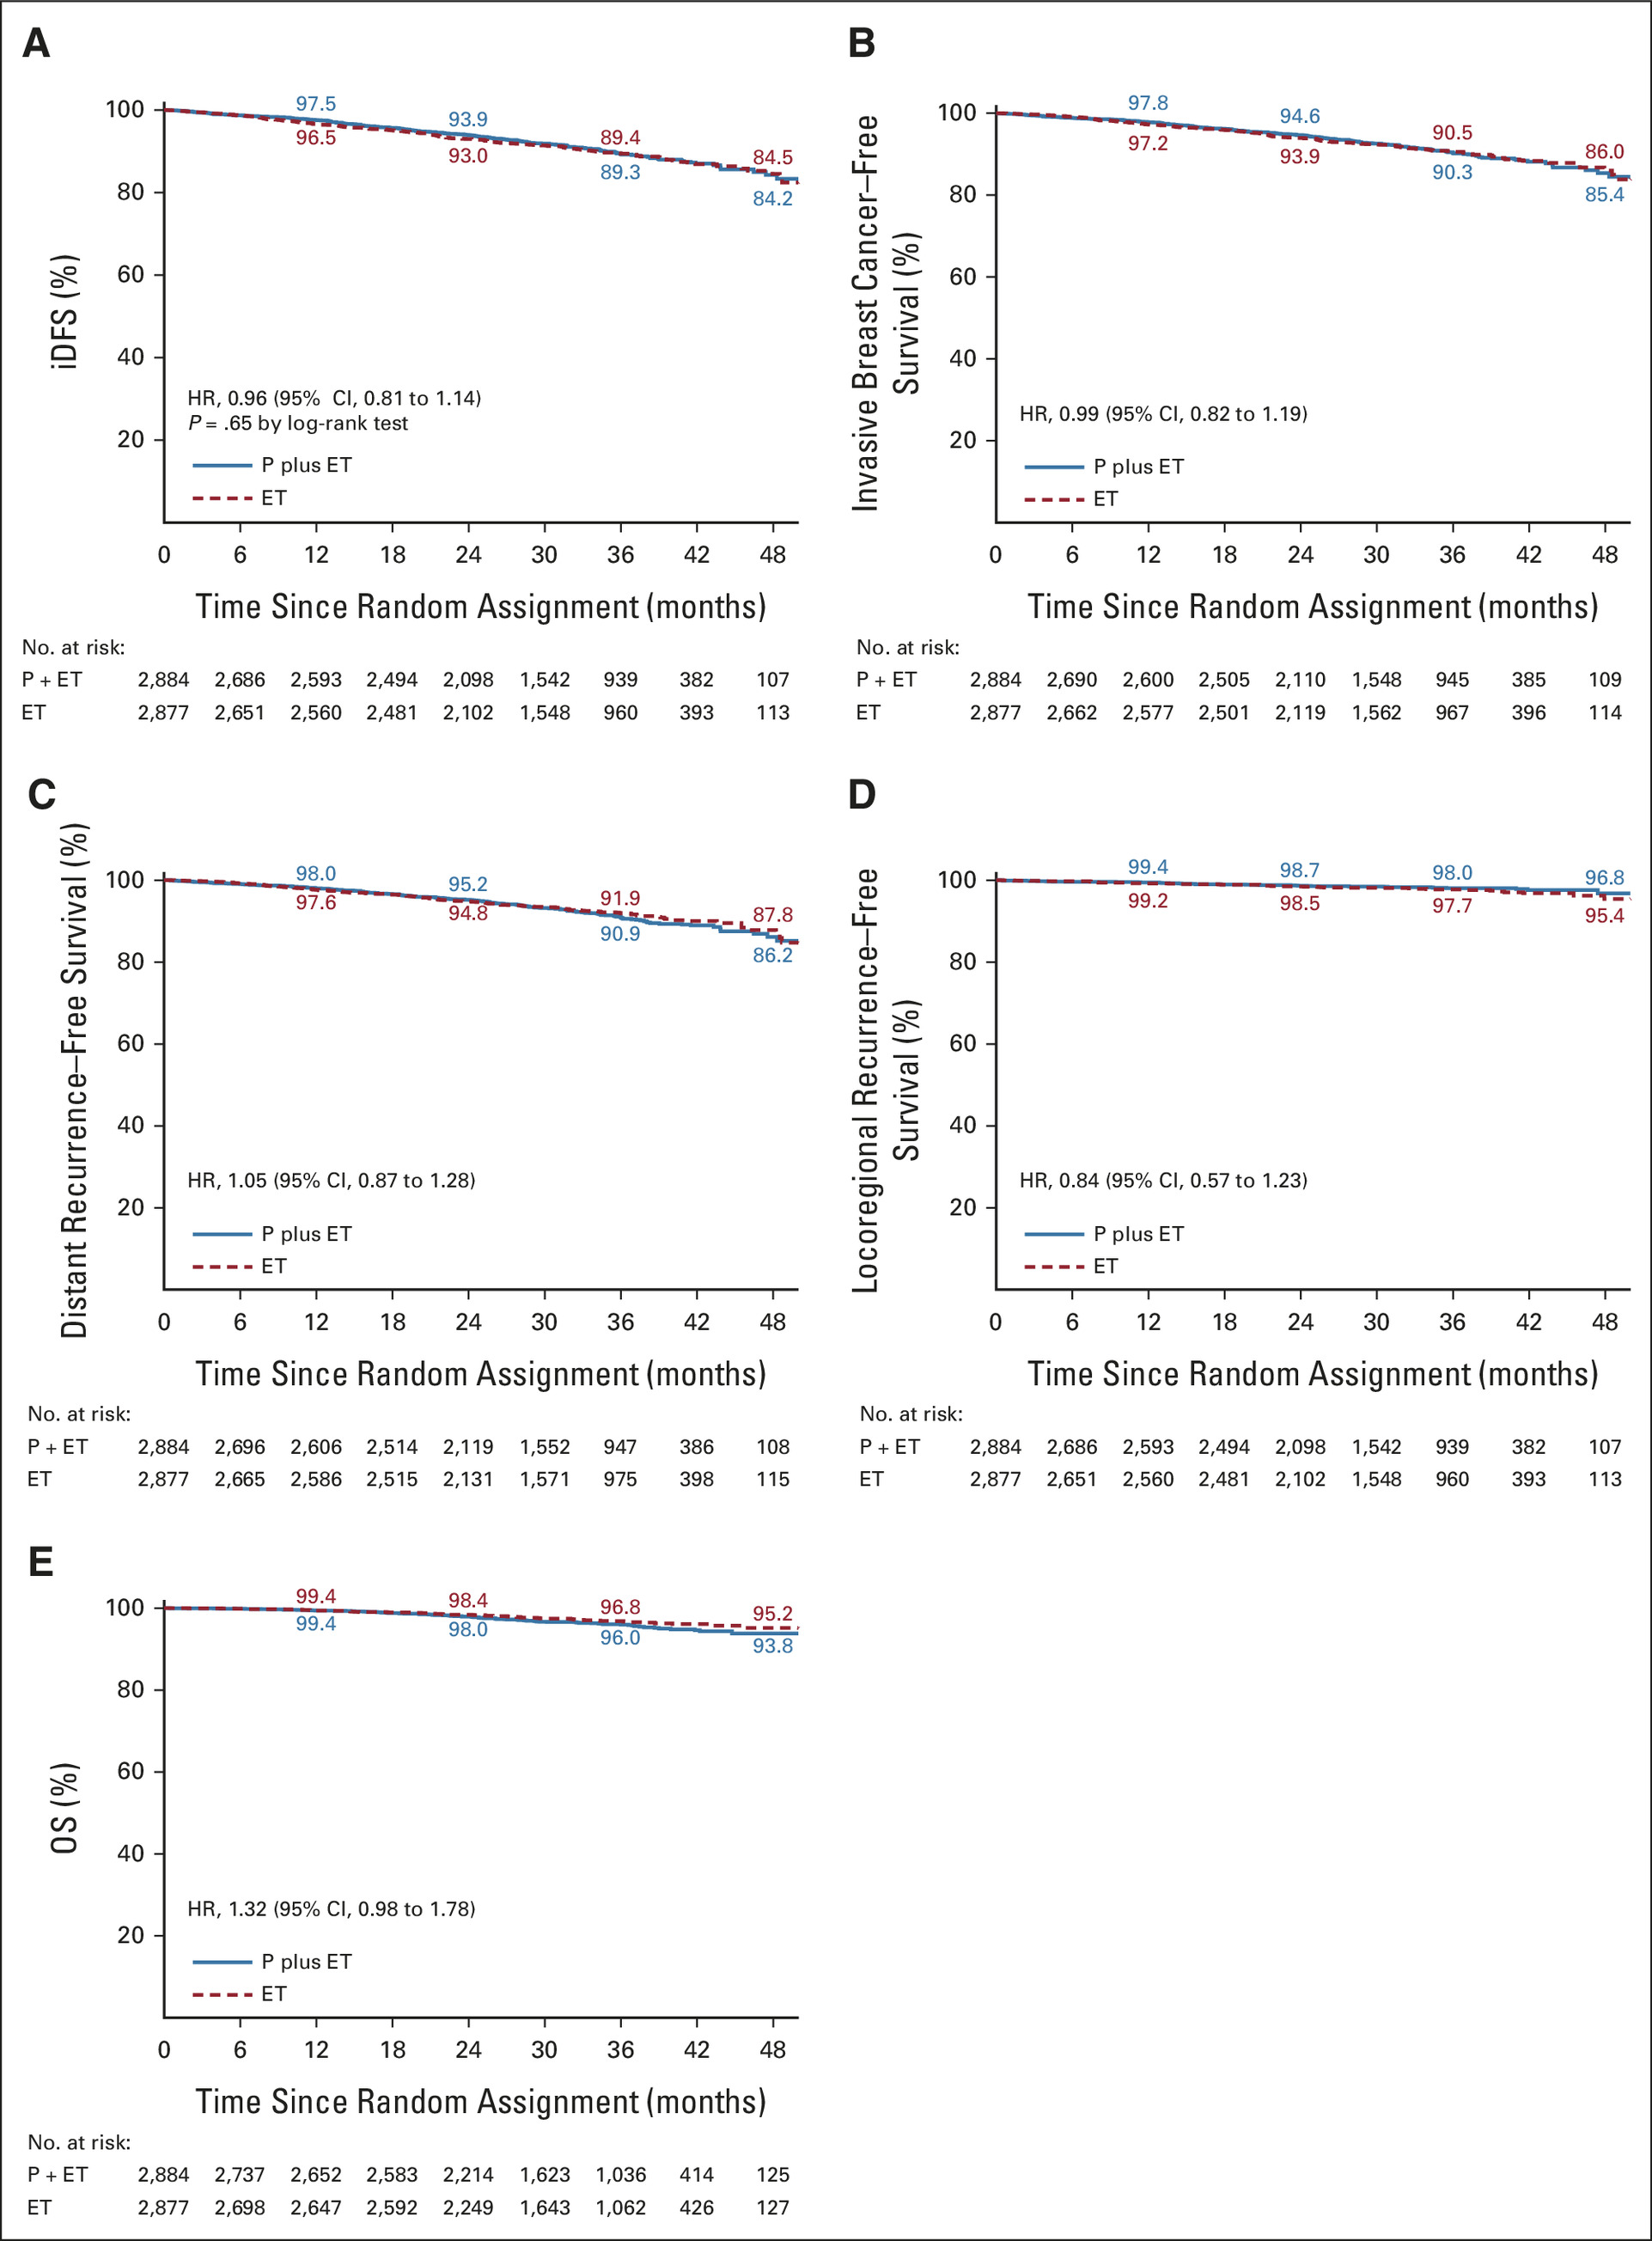 A
iDFS (%)
100
80
60
40
20
97.5
93.9
89.4
84.5
96.5
93.0
89.3
84.2
HR, 0.96 (95% CI, 0.81 to 1.14)
P = .65 by log-rank test
P plus ET
ET
0 6 12 18 24 30 36 42 48
Time Since Random Assignment (months)
No. at risk:
P + ET 2,884 2,686 2,593 2,494 2,098 1,542 939 382 107
ET 2,877 2,651 2,560 2,481 2,102 1,548 960 393 113
B
Invasive Breast Cancer–Free
Survival (%)
100
80
60
40
20
97.8
94.6
90.5
86.0
97.2
93.9
90.3
85.4
HR, 0.99 (95% CI, 0.82 to 1.19)
P plus ET
ET
0 6 12 18 24 30 36 42 48
Time Since Random Assignment (months)
No. at risk:
P + ET 2,884 2,690 2,600 2,505 2,110 1,548 945 385 109
ET 2,877 2,662 2,577 2,501 2,119 1,562 967 396 114
C
Distant Recurrence–Free Survival (%)
100
80
60
40
20
98.0
95.2
91.9
87.8
97.6
94.8
90.9
86.2
HR, 1.05 (95% CI, 0.87 to 1.28)
P plus ET
ET
0 6 12 18 24 30 36 42 48
Time Since Random Assignment (months)
No. at risk:
P + ET 2,884 2,696 2,606 2,514 2,119 1,552 947 386 108
ET 2,877 2,665 2,586 2,515 2,131 1,571 975 398 115
D
Locoregional Recurrence–Free
Survival (%)
100
80
60
40
20
99.4
98.7
98.0
96.8
99.2
98.5
97.7
95.4
HR, 0.84 (95% CI, 0.57 to 1.23)
P plus ET
ET
0 6 12 18 24 30 36 42 48
Time Since Random Assignment (months)
No. at risk:
P + ET 2,884 2,686 2,593 2,494 2,098 1,542 939 382 107
ET 2,877 2,651 2,560 2,481 2,102 1,548 960 393 113
E
OS (%)
100
80
60
40
20
99.4
98.4
96.8
95.2
99.4
98.0
96.0
93.8
HR, 1.32 (95% CI, 0.98 to 1.78)
P plus ET
ET
0 6 12 18 24 30 36 42 48
Time Since Random Assignment (months)
No. at risk:
P + ET 2,884 2,737 2,652 2,583 2,214 1,623 1,036 414 125
ET 2,877 2,698 2,647 2,592 2,249 1,643 1,062 426 127